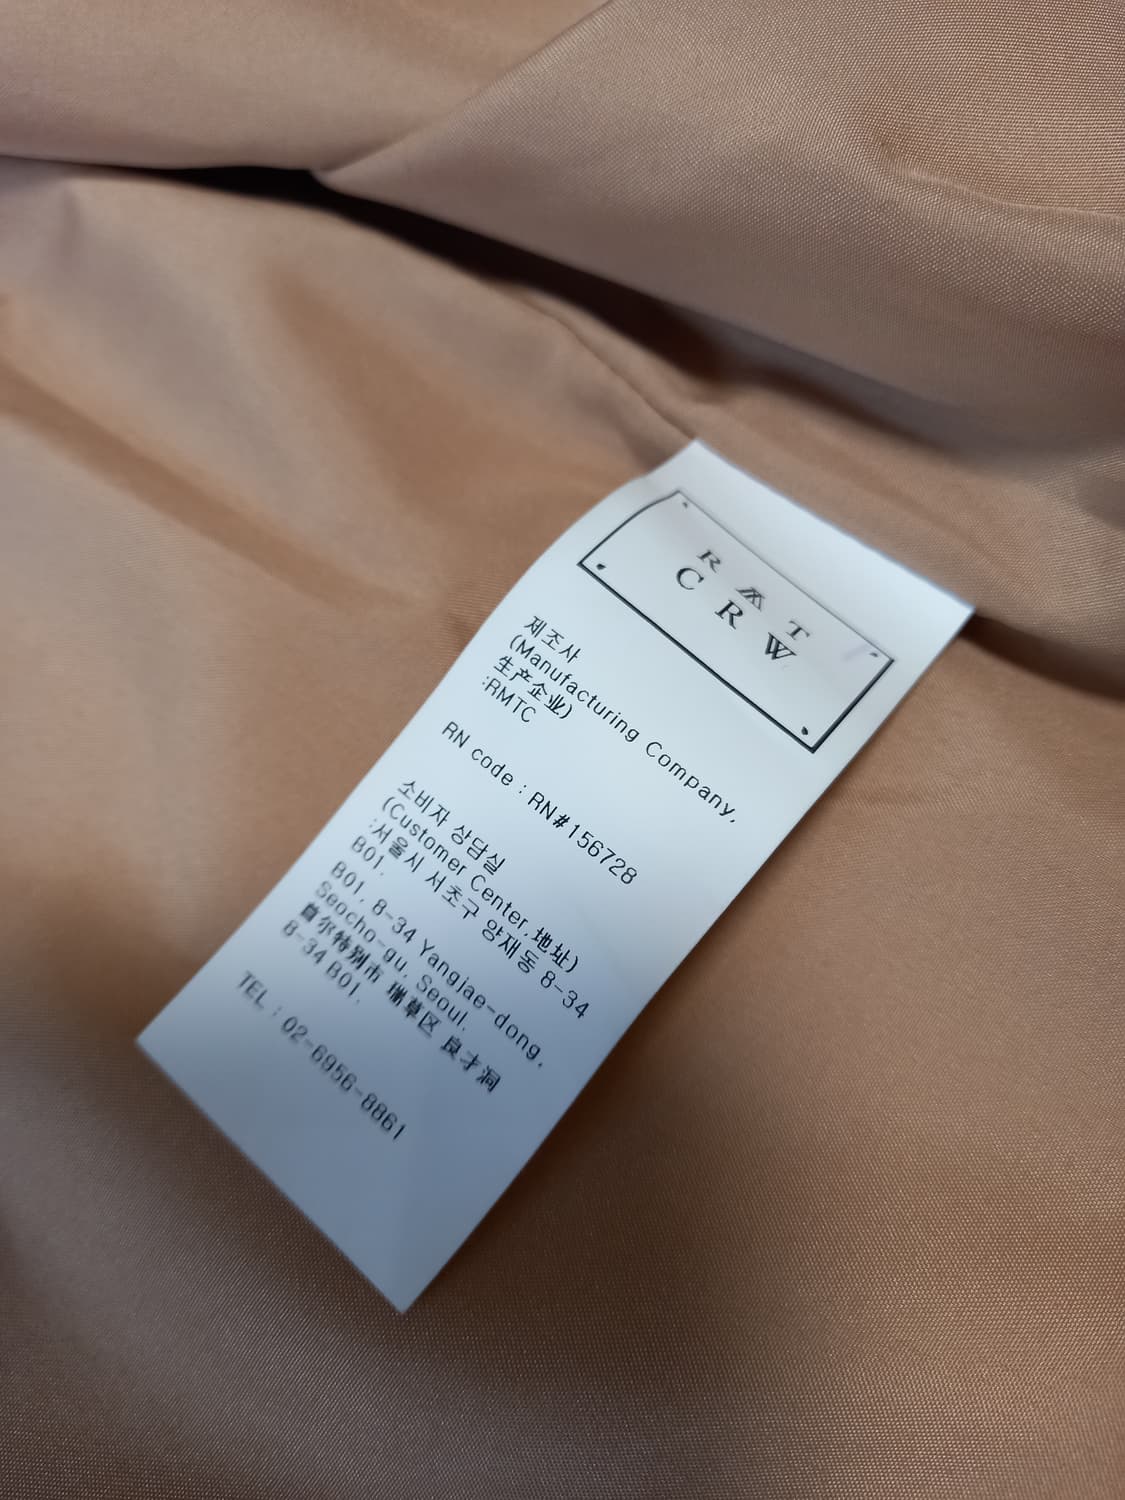 R M T
C R W
제조사
(Manufacturing Company,
生产企业)
:RMTC
RN code : RN#156728
소비자 상담실
(Customer Center,地址)
:서울시 서초구 양재동 8-34
B01,
B01, 8-34 Yangjae-dong,
Seocho-gu, Seoul,
首尔特别市 瑞草区 良才洞
8-34 B01,
TEL : 02-6956-8861